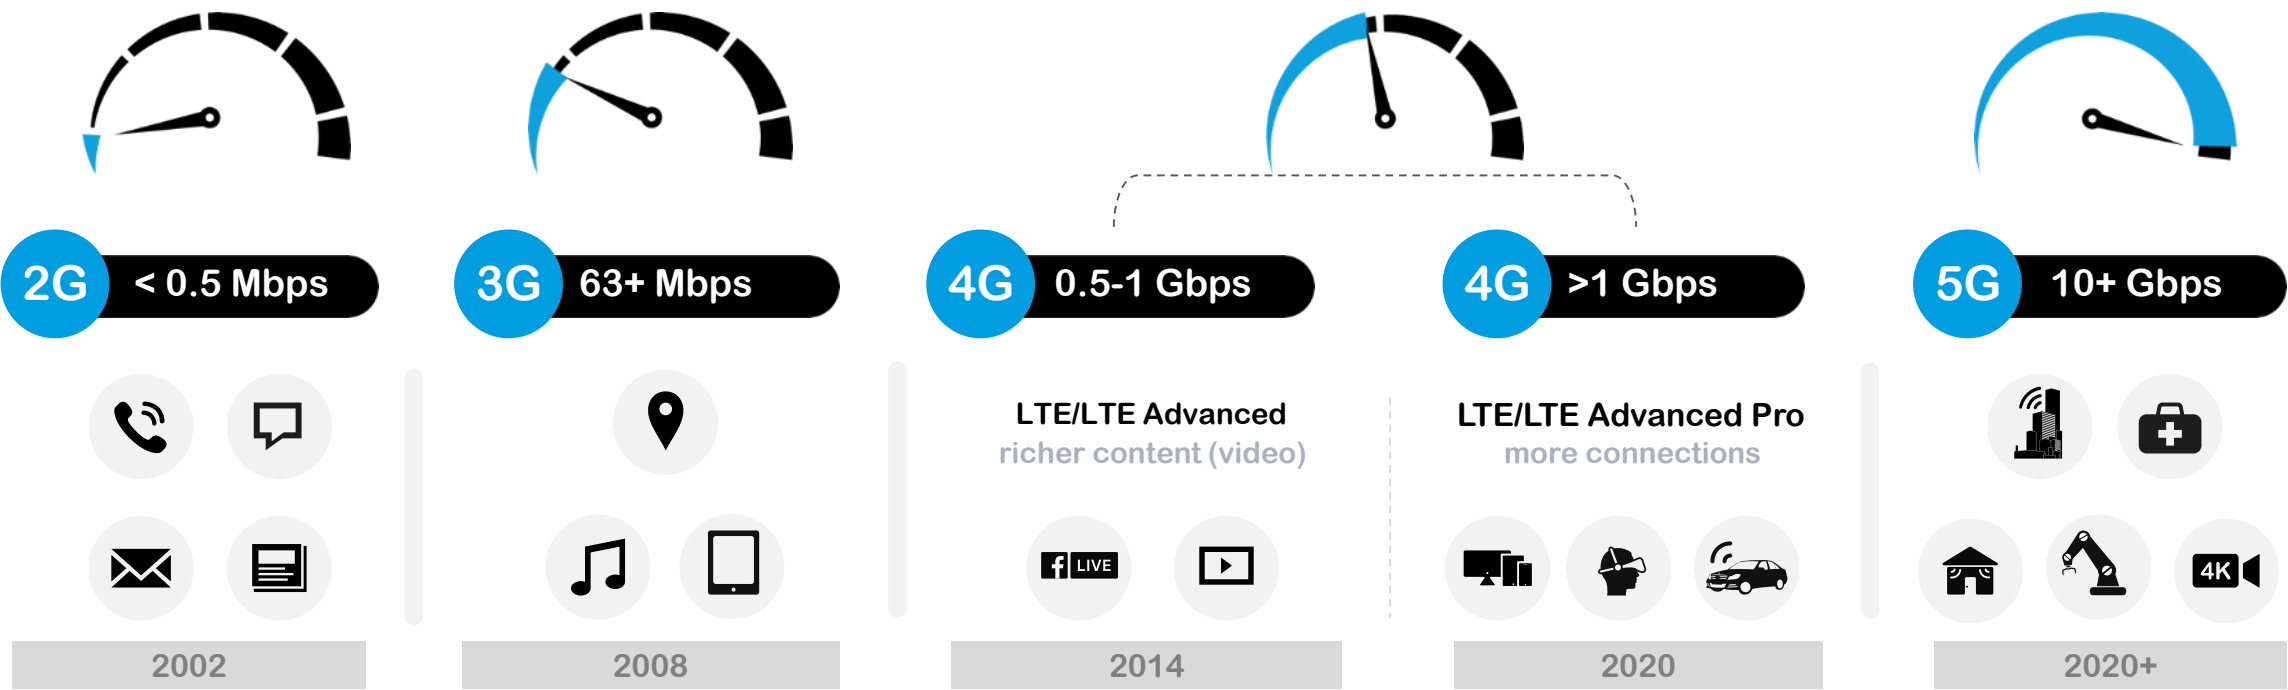 2G < 0.5 Mbps
3G 63+ Mbps
4G 0.5-1 Gbps
4G >1 Gbps
5G 10+ Gbps
LTE/LTE Advanced
richer content (video)
LTE/LTE Advanced Pro
more connections
f LIVE
4K
2002
2008
2014
2020
2020+